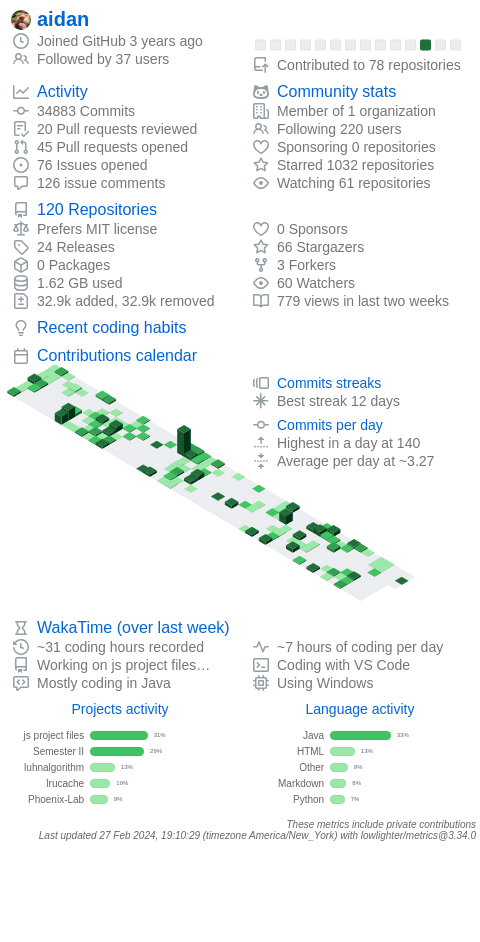 aidan
Joined GitHub 3 years ago
Followed by 37 users
Contributed to 78 repositories
Activity
34883 Commits
20 Pull requests reviewed
45 Pull requests opened
76 Issues opened
126 issue comments
Community stats
Member of 1 organization
Following 220 users
Sponsoring 0 repositories
Starred 1032 repositories
Watching 61 repositories
120 Repositories
Prefers MIT license
24 Releases
0 Packages
1.62 GB used
32.9k added, 32.9k removed
0 Sponsors
66 Stargazers
3 Forkers
60 Watchers
779 views in last two weeks
Recent coding habits
Contributions calendar
Commits streaks
Best streak 12 days
Commits per day
Highest in a day at 140
Average per day at ~3.27
WakaTime (over last week)
~31 coding hours recorded
Working on js project files…
Mostly coding in Java
~7 hours of coding per day
Coding with VS Code
Using Windows
Projects activity
js project files 31%
Semester II 29%
luhnalgorithm 13%
lrucache 10%
Phoenix-Lab 9%
Language activity
Java 33%
HTML 13%
Other 9%
Markdown 8%
Python 7%
These metrics include private contributions
Last updated 27 Feb 2024, 19:10:29 (timezone America/New_York) with lowlighter/metrics@3.34.0